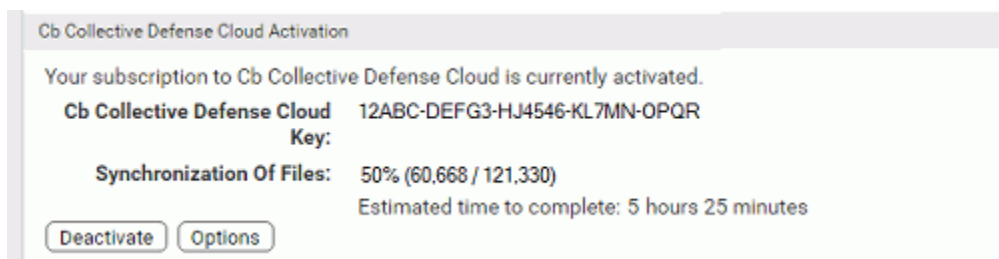 Cb Collective Defense Cloud Activation
Your subscription to Cb Collective Defense Cloud is currently activated.
Cb Collective Defense Cloud Key: 12ABC-DEFG3-HJ4546-KL7MN-OPQR
Synchronization Of Files: 50% (60,668 / 121,330)
Estimated time to complete: 5 hours 25 minutes
Deactivate Options